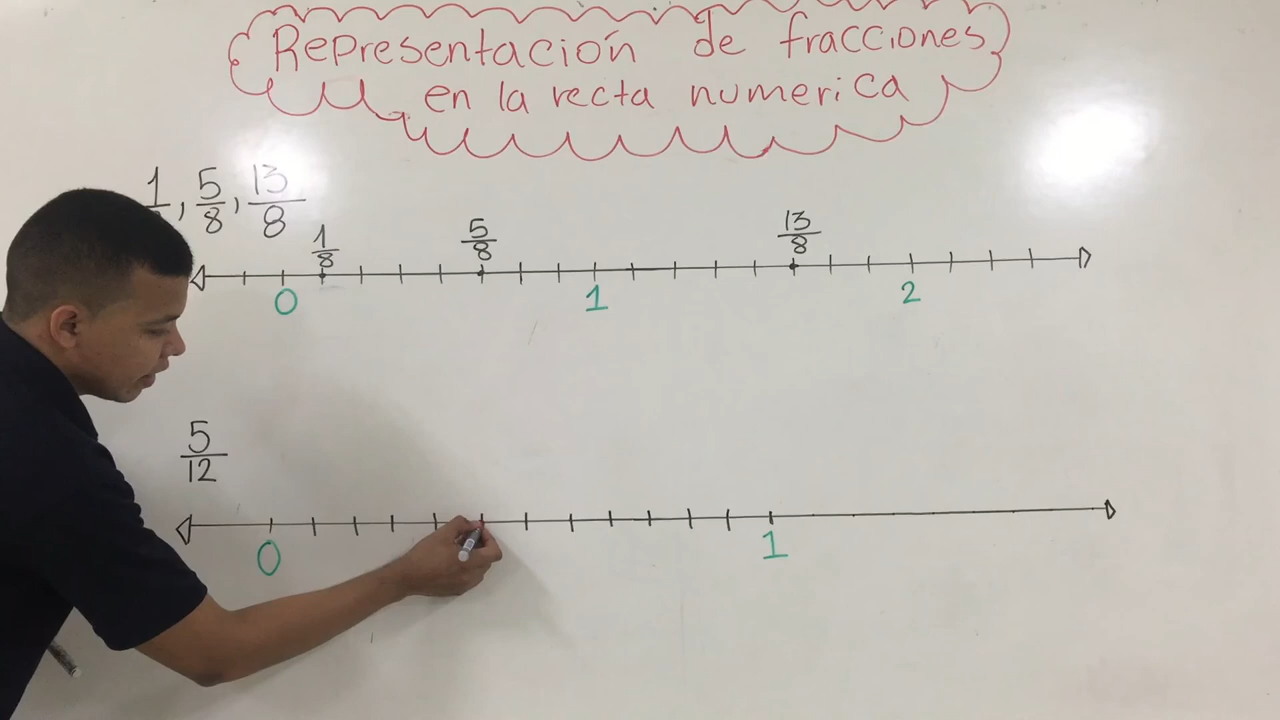 Representación de fracciones
en la recta numerica
1, 5/8, 13/8
1/8 5/8 13/8
0 1 2
5/12
0 1